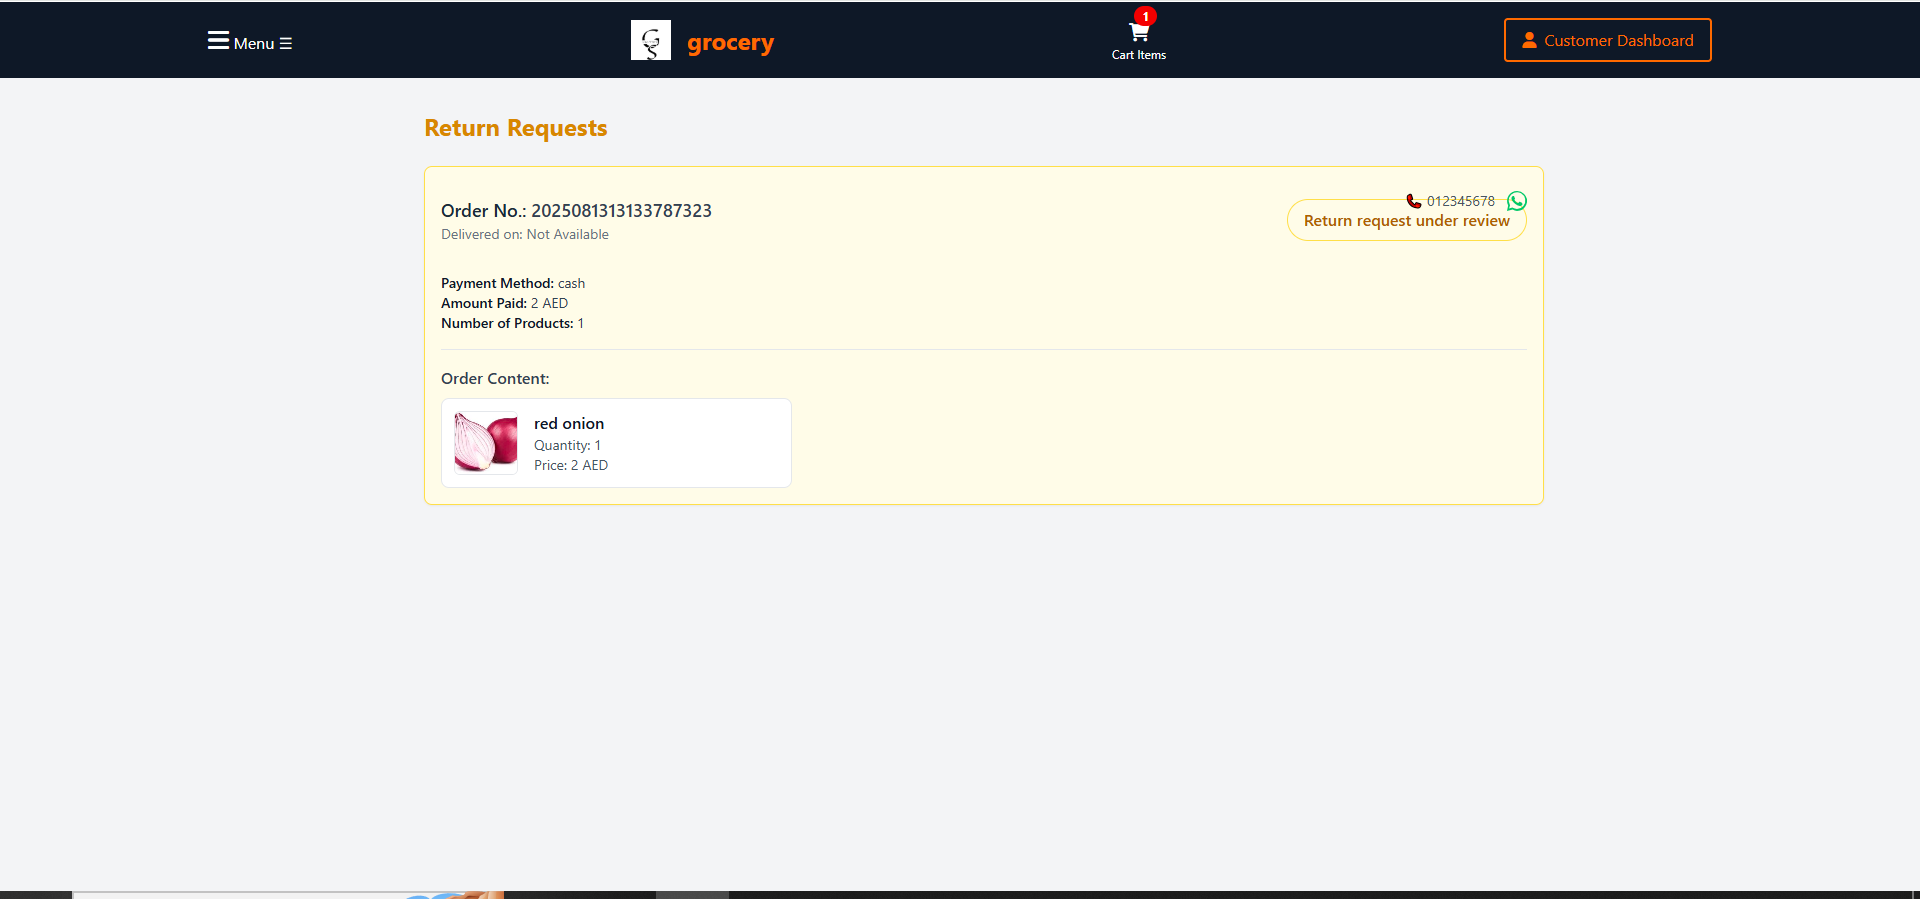 Menu ☰
GS
grocery
1
Cart Items
Customer Dashboard
Return Requests
Order No.: 2025081313133787323
012345678
Delivered on: Not Available
Return request under review
Payment Method: cash
Amount Paid: 2 AED
Number of Products: 1
Order Content:
red onion
Quantity: 1
Price: 2 AED